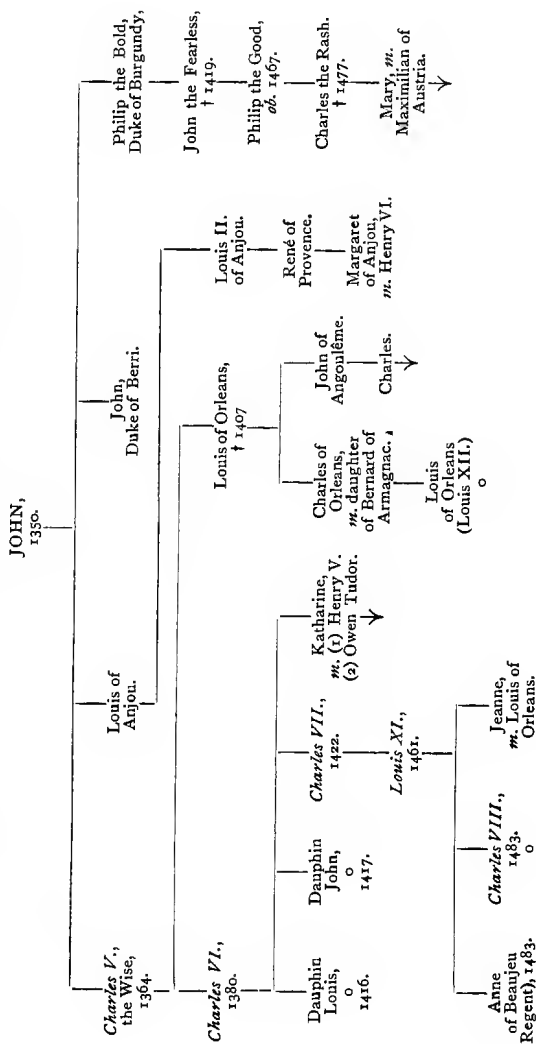 JOHN,
1350.
Charles V.,
the Wise,
1364.
Louis of
Anjou.
John,
Duke of Berri.
Philip the Bold,
Duke of Burgundy,
Charles VI.,
1380.
Louis of Orleans,
† 1407
Louis II.
of Anjou.
John the Fearless,
† 1419.
Dauphin
Louis,
o
1416.
Dauphin
John,
o
1417.
Charles VII.,
1422.
Katharine,
m. (1) Henry V.
(2) Owen Tudor.
Charles of
Orleans,
m. daughter
of Bernard of
Armagnac.
John of
Angoulême.
René of
Provence.
Philip the Good,
ob. 1467.
Louis XI.,
1461.
Louis
of Orleans
(Louis XII.)
o
Charles.
Margaret
of Anjou,
m. Henry VI.
Charles the Rash.
† 1477.
Anne
of Beaujeu
Regent), 1483.
Charles VIII.,
1483.
o
Jeanne,
m. Louis of
Orleans.
Mary, m.
Maximilian of
Austria.